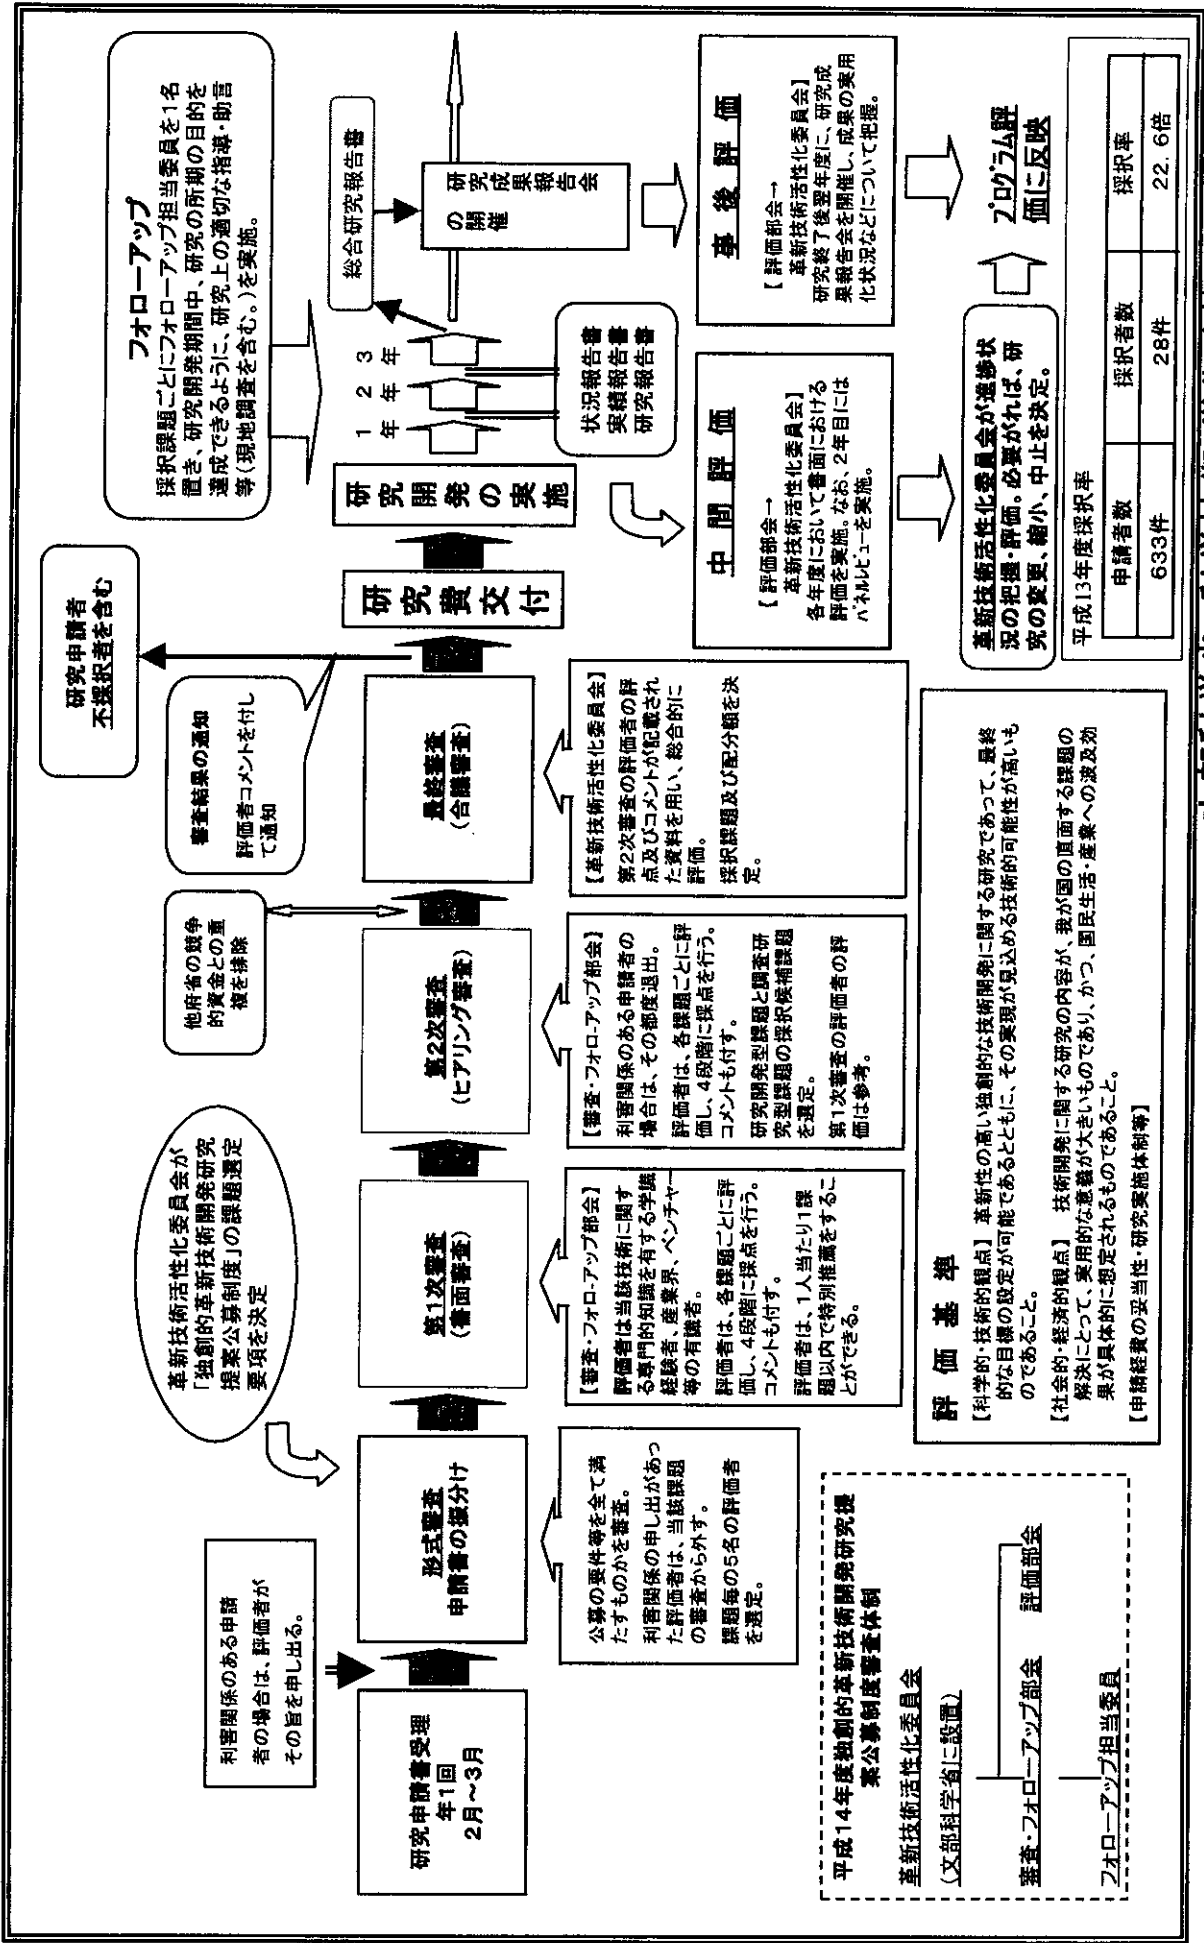 利害関係のある申請
者の場合は、評価者が
その旨を申し出る。
革新技術活性化委員会が
「独創的革新技術開発研究
提案公募制度」の課題選定
要項を決定
他府省の競争
的資金との重
複を排除
審査結果の通知
評価者コメントを付し
て通知
研究申請者
不採択者を含む
フォローアップ
採択課題ごとにフォローアップ担当委員を1名
置き、研究開発期間中、研究の所期の目的を
達成できるように、研究上の適切な指導・助言
等(現地調査を含む。)を実施。
研究申請書受理
年1回
2月～3月
形式審査
申請書の振分け
第1次審査
(書面審査)
第2次審査
(ヒアリング審査)
最終審査
(合議審査)
研究費
交付
研究開発の実施
1年
2年
3年
総合研究報告書
研究成果報告会
の開催
状況報告書
実績報告書
研究報告書
公募の要件等を全て満
たすものかを審査。
利害関係の申し出があっ
た評価者は、当該課題
の審査から外す。
課題毎の5名の評価者
を選定。
【審査・フォローアップ部会】
評価者は当該技術に関す
る専門的知識を有する学識
経験者、産業界、ベンチャー
等の有識者。
評価者は、各課題ごとに評
価し、4段階に採点を行う。
コメントも付す。
評価者は、1人当たり1課
題以内で特別推薦をするこ
とができる。
【審査・フォローアップ部会】
利害関係のある申請者の
場合は、その都度退出。
評価者は、各課題ごとに評
価し、4段階に採点を行う。
コメントも付す。
研究開発型課題と調査研
究型課題の採択候補課題
を選定。
第1次審査の評価者の評
価は参考。
【革新技術活性化委員会】
第2次審査の評価者の評
点及びコメントが記載され
た資料を用い、総合的に
評価。
採択課題及び配分額を決
定。
中間評価
【評価部会→
革新技術活性化委員会】
各年度において書面における
評価を実施。なお、2年目には
パネルレビューを実施。
事後評価
【評価部会→
革新技術活性化委員会】
研究終了後翌年度に、研究成
果報告会を開催し、成果の実用
化状況などについて把握。
革新技術活性化委員会が進捗状
況の把握・評価。必要があれば、研
究の変更、縮小、中止を決定。
プログラム評
価に反映
平成14年度独創的革新技術開発研究提
案公募制度審査体制
革新技術活性化委員会
(文部科学省に設置)
審査・フォローアップ部会
評価部会
フォローアップ担当委員
評価基準
【科学的・技術的観点】 革新性の高い独創的な技術開発に関する研究であって、最終
的な目標の設定が可能であるとともに、その実現が見込める技術的可能性が高いも
のであること。
【社会的・経済的観点】 技術開発に関する研究の内容が、我が国の直面する課題の
解決にとって、実用的な意義が大きいものであり、かつ、国民生活・産業への波及効
果が具体的に想定されるものであること。
【申請経費の妥当性・研究実施体制等】
平成13年度採択率
申請者数 採択者数 採択率
633件 28件 22.6倍